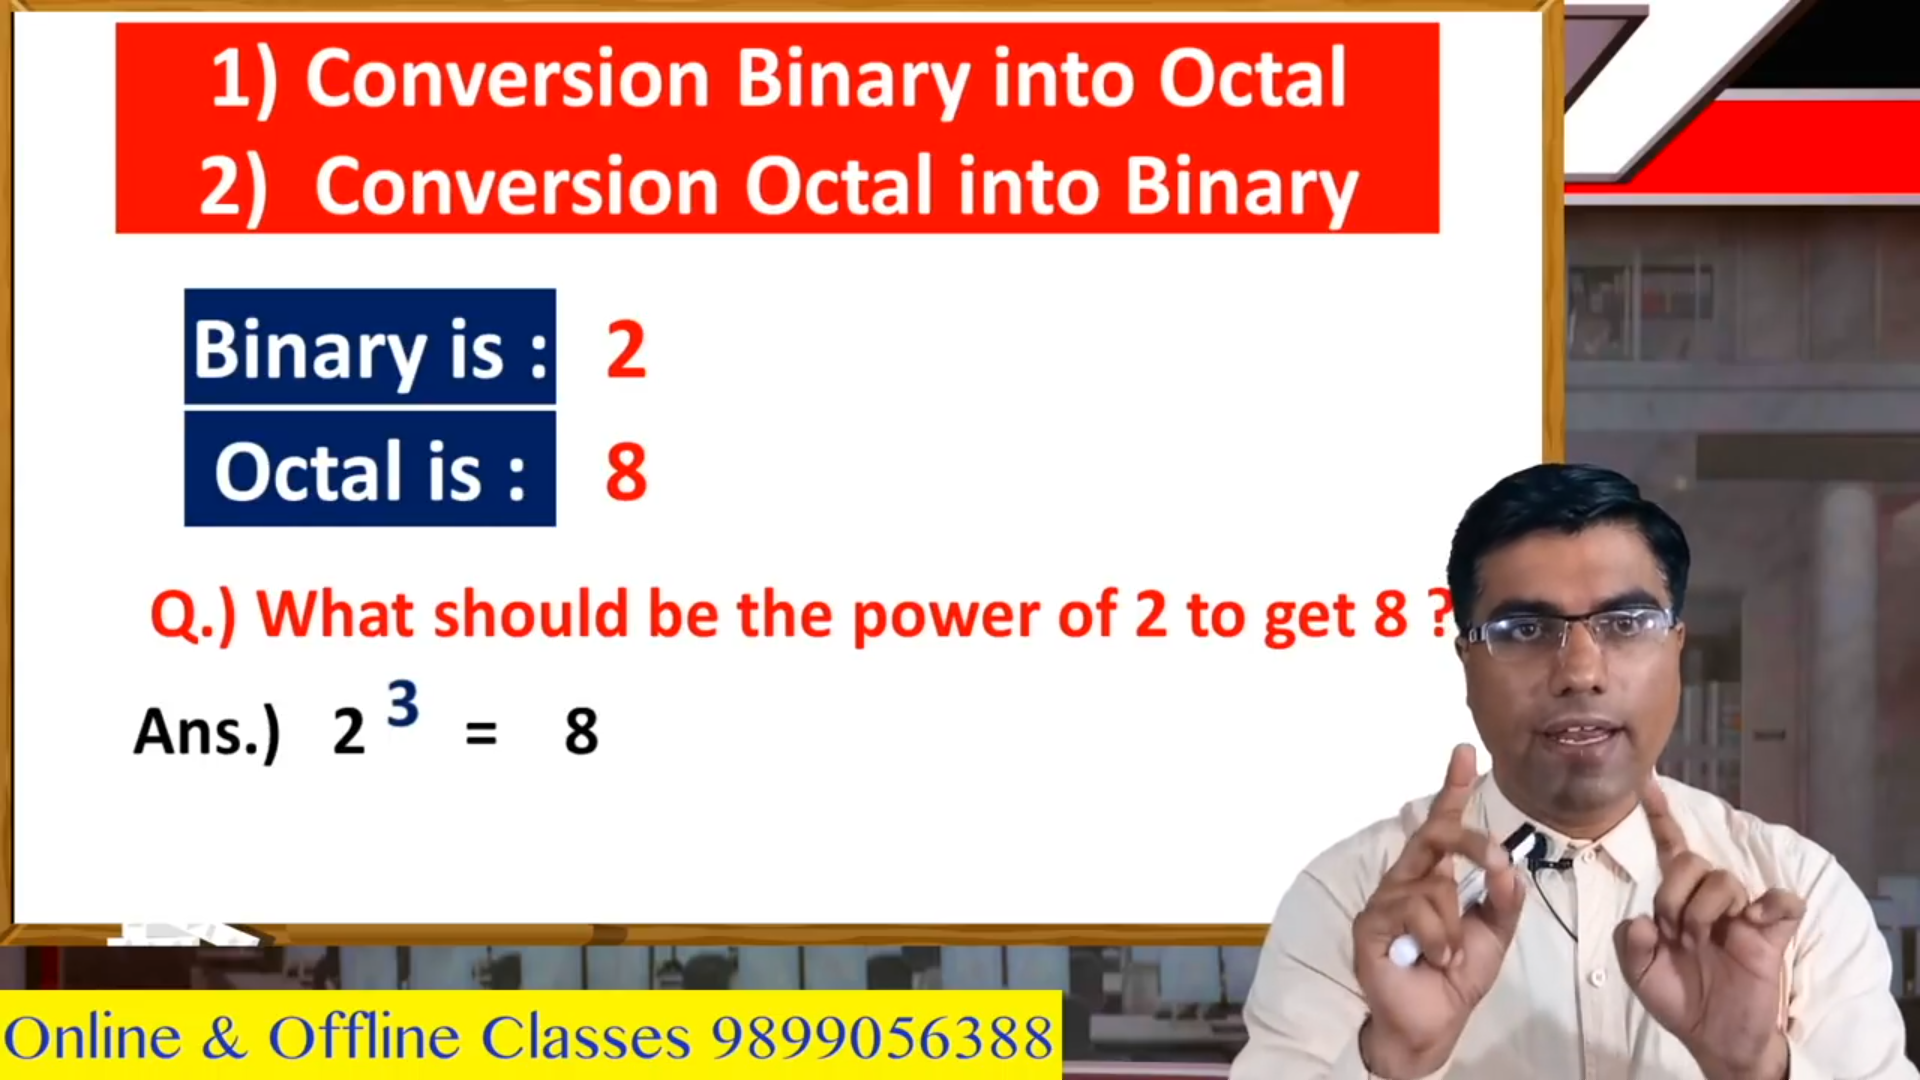 1) Conversion Binary into Octal
2) Conversion Octal into Binary
Binary is : 2
Octal is : 8
Q.) What should be the power of 2 to get 8 ?
Ans.) 2 3 = 8
Online & Offline Classes 9899056388